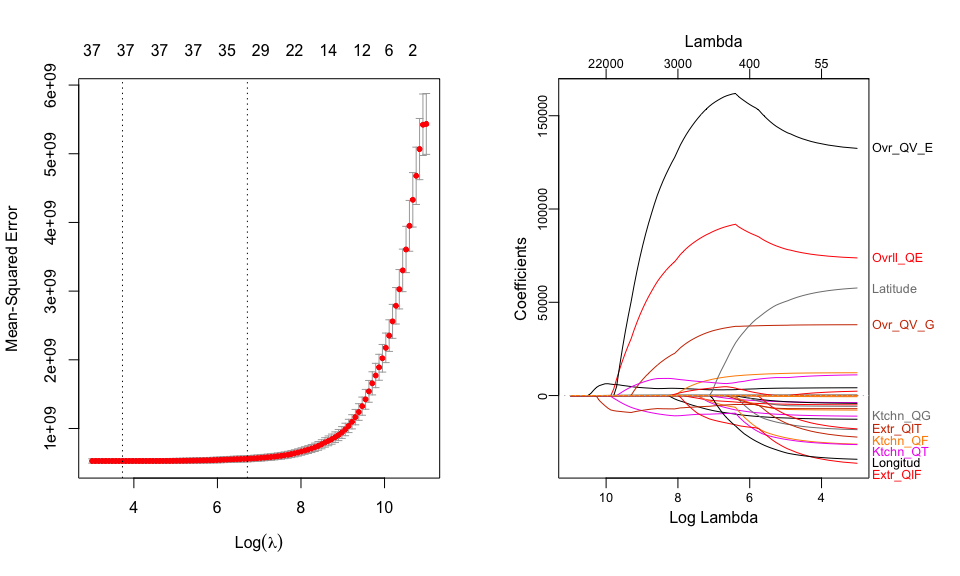 37 37 37 37 35 29 22 14 12 6 2
Mean-Squared Error
6e+09
5e+09
4e+09
3e+09
2e+09
1e+09
4 6 8 10
Log(λ)
Lambda
22000 3000 400 55
Coefficients
150000
100000
50000
0
Ovr_QV_E
Ovrll_QE
Latitude
Ovr_QV_G
Ktchn_QG
Extr_QlT
Ktchn_QF
Ktchn_QT
Longitud
Extr_QlF
10 8 6 4
Log Lambda